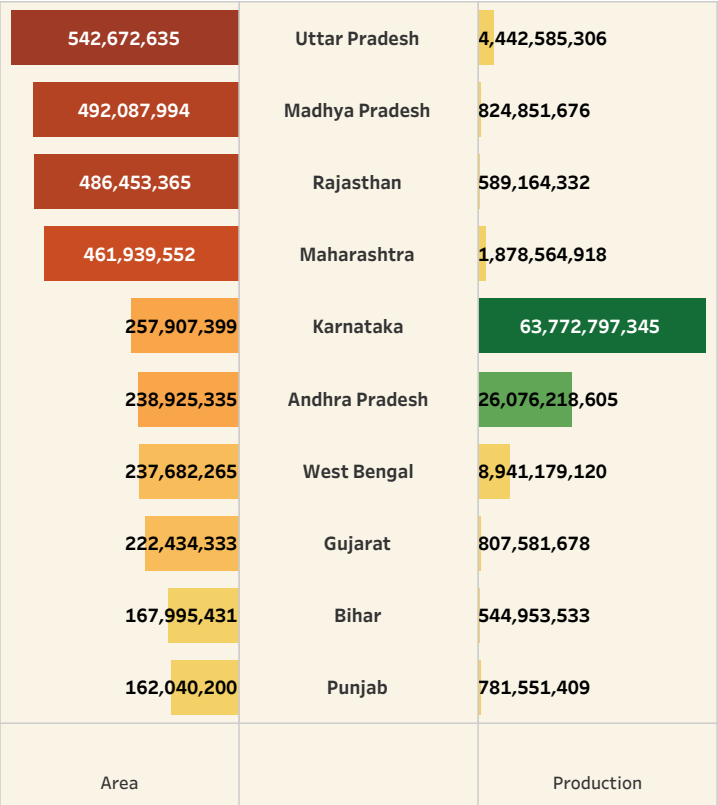 542,672,635 Uttar Pradesh 4,442,585,306
492,087,994 Madhya Pradesh 824,851,676
486,453,365 Rajasthan 589,164,332
461,939,552 Maharashtra 1,878,564,918
257,907,399 Karnataka 63,772,797,345
238,925,335 Andhra Pradesh 26,076,218,605
237,682,265 West Bengal 8,941,179,120
222,434,333 Gujarat 807,581,678
167,995,431 Bihar 544,953,533
162,040,200 Punjab 781,551,409
Area Production